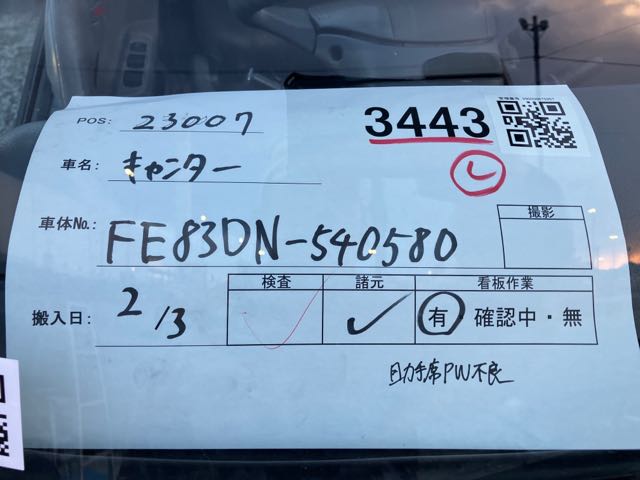 POS: 23007
3443
車名: キャンター
レ
車体No.: FE83DN-540580
撮影
搬入日: 2/3
検査 諸元 看板作業
✓ ✓ 有 確認中・無
助手席PW不良